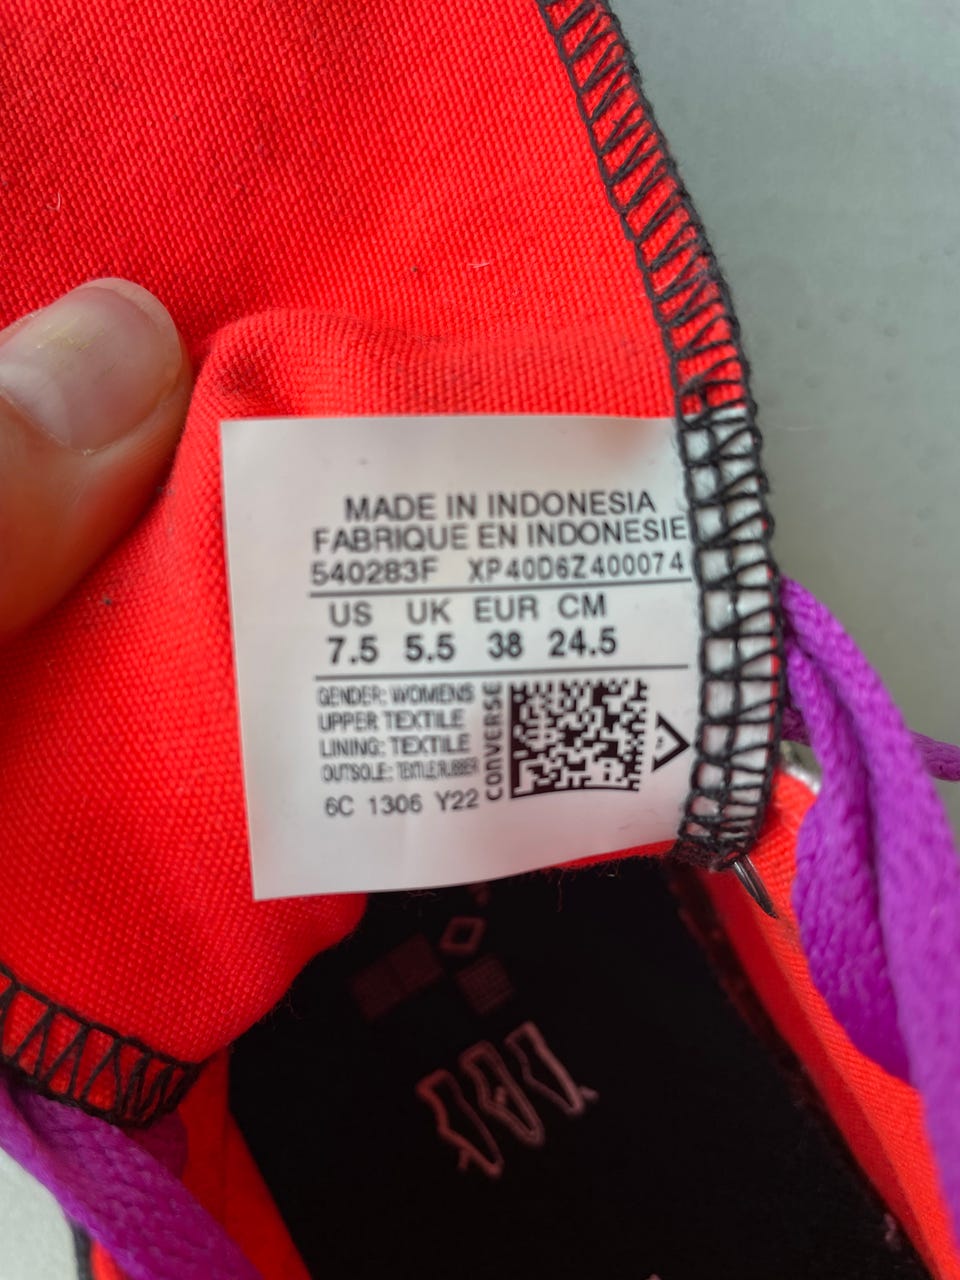 MADE IN INDONESIA
FABRIQUE EN INDONESIE
540283F XP40D6Z400074
US UK EUR CM
7.5 5.5 38 24.5
GENDER: WOMENS
UPPER TEXTILE
LINING: TEXTILE
OUTSOLE: TEXTILE/RUBBER
6C 1306 Y22
CONVERSE